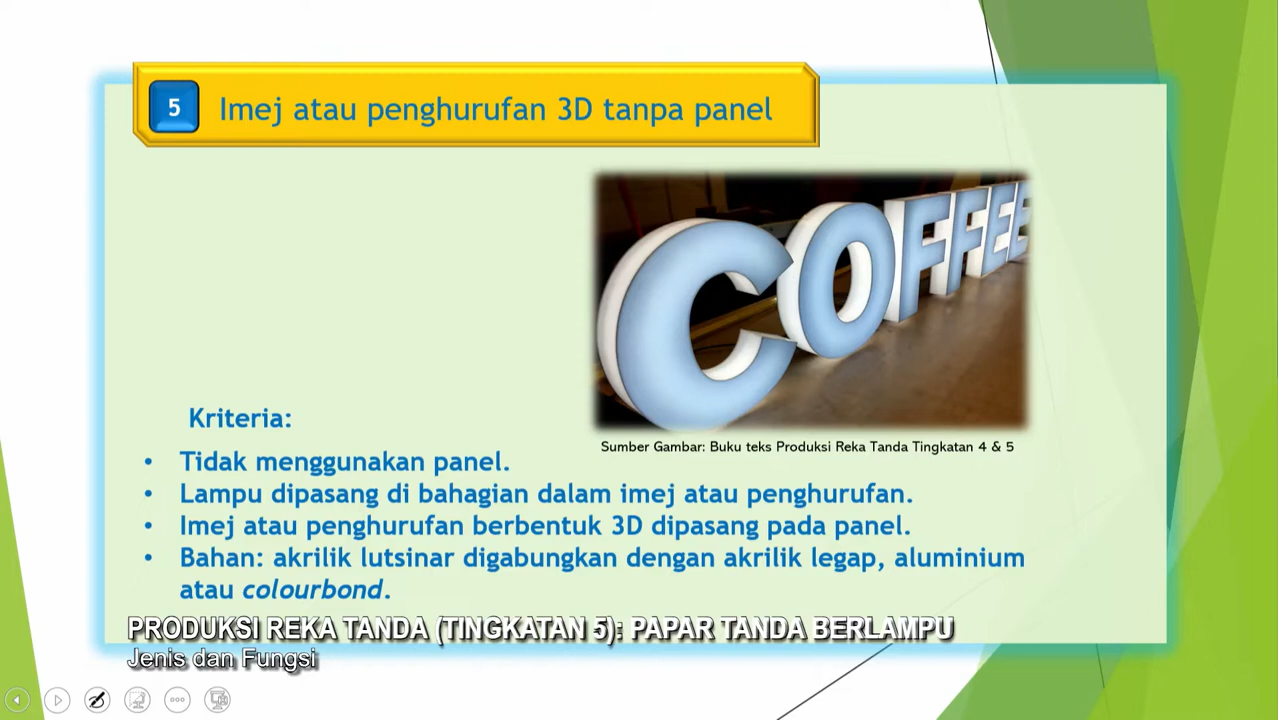 5
Imej atau penghurufan 3D tanpa panel
COFFEE
Sumber Gambar: Buku teks Produksi Reka Tanda Tingkatan 4 & 5
Kriteria:
• Tidak menggunakan panel.
• Lampu dipasang di bahagian dalam imej atau penghurufan.
• Imej atau penghurufan berbentuk 3D dipasang pada panel.
• Bahan: akrilik lutsinar digabungkan dengan akrilik legap, aluminium
atau colourbond.
PRODUKSI REKA TANDA (TINGKATAN 5): PAPAR TANDA BERLAMPU
Jenis dan Fungsi